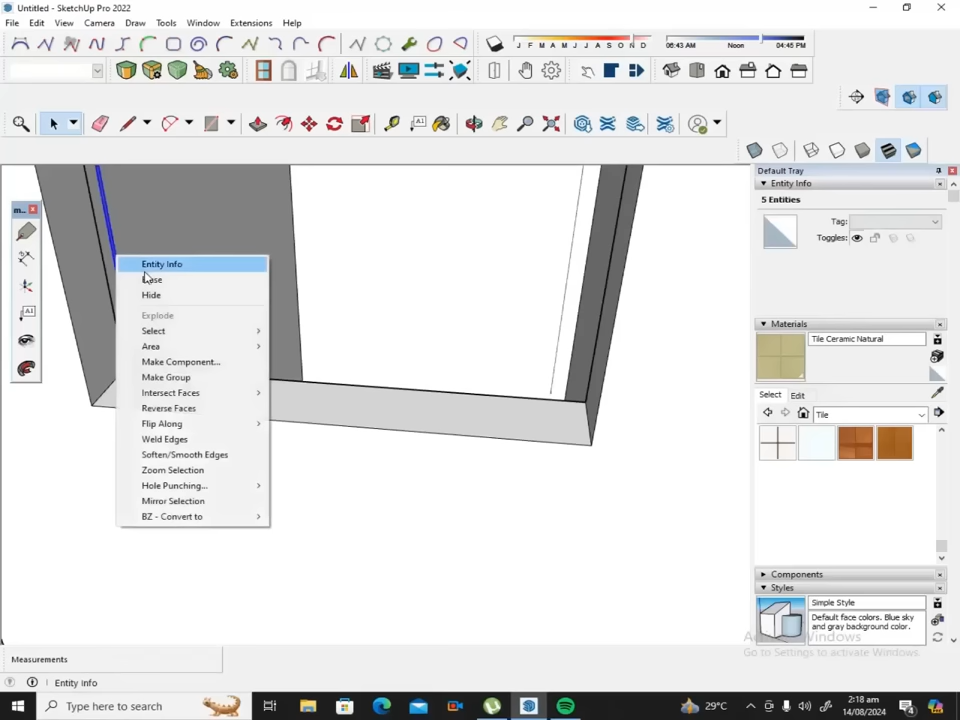 Untitled - SketchUp Pro 2022
File Edit View Camera Draw Tools Window Extensions Help
J F M A M J J A S O N D
06:43 AM Noon 04:45 PM
m...
Default Tray
Entity Info
5 Entities
Tag:
Toggles:
Entity Info
Erase
Hide
Explode
Select
Area
Make Component...
Make Group
Intersect Faces
Reverse Faces
Flip Along
Weld Edges
Soften/Smooth Edges
Zoom Selection
Hole Punching...
Mirror Selection
BZ - Convert to
Materials
Tile Ceramic Natural
Select Edit
Tile
Components
Styles
Simple Style
Default face colors. Blue sky
and gray background color.
Activate Windows
Go to Settings to activate Windows.
Measurements
Entity Info
Type here to search
29°C
2:18 am
14/08/2024
4